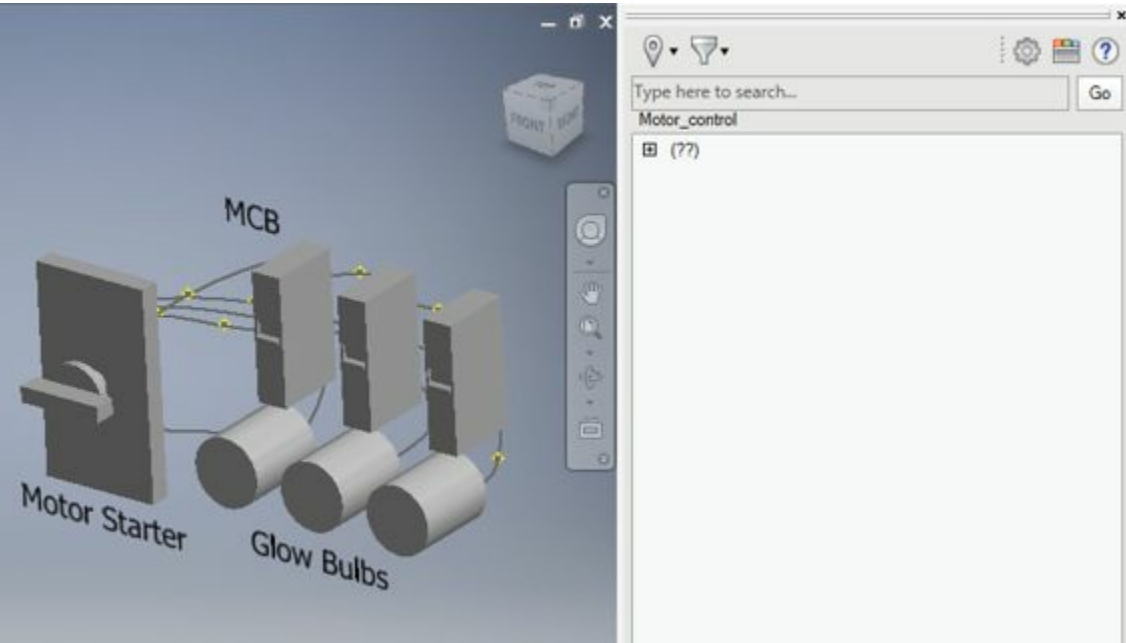 Type here to search...
Go
Motor_control
(??)
FRONT
MCB
Motor Starter
Glow Bulbs